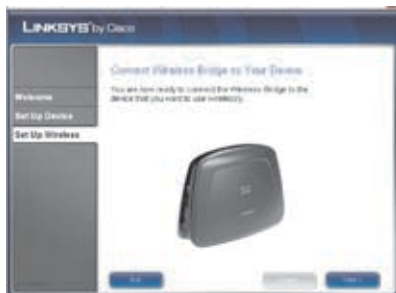 LINKSYS by Cisco
Connect Wireless Bridge to Your Device
You are now ready to connect the Wireless Bridge to the
device that you want to use wirelessly.
Welcome
Set Up Device
Set Up Wireless